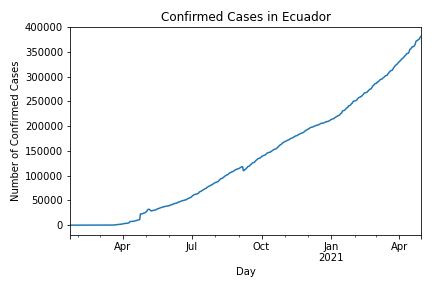 Confirmed Cases in Ecuador
400000
350000
300000
250000
200000
150000
100000
50000
0
Number of Confirmed Cases
Apr
Jul
Oct
Jan
2021
Apr
Day